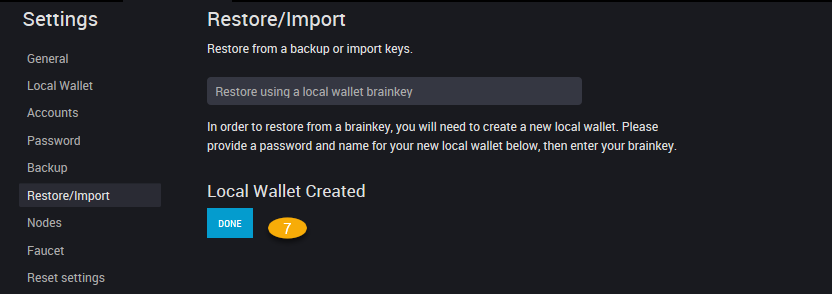 Settings
General
Local Wallet
Accounts
Password
Backup
Restore/Import
Nodes
Faucet
Reset settings
Restore/Import
Restore from a backup or import keys.
Restore using a local wallet brainkey
In order to restore from a brainkey, you will need to create a new local wallet. Please
provide a password and name for your new local wallet below, then enter your brainkey.
Local Wallet Created
DONE
7